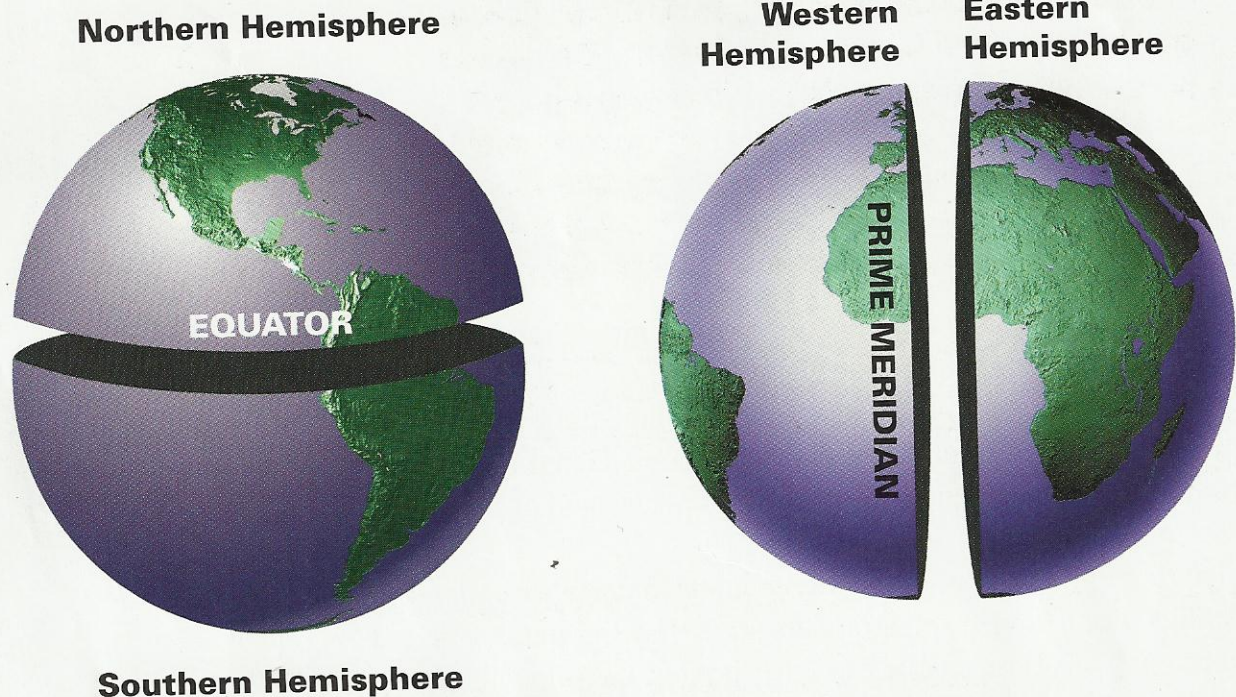 Northern Hemisphere
EQUATOR
Southern Hemisphere
Western
Hemisphere
Eastern
Hemisphere
PRIME MERIDIAN